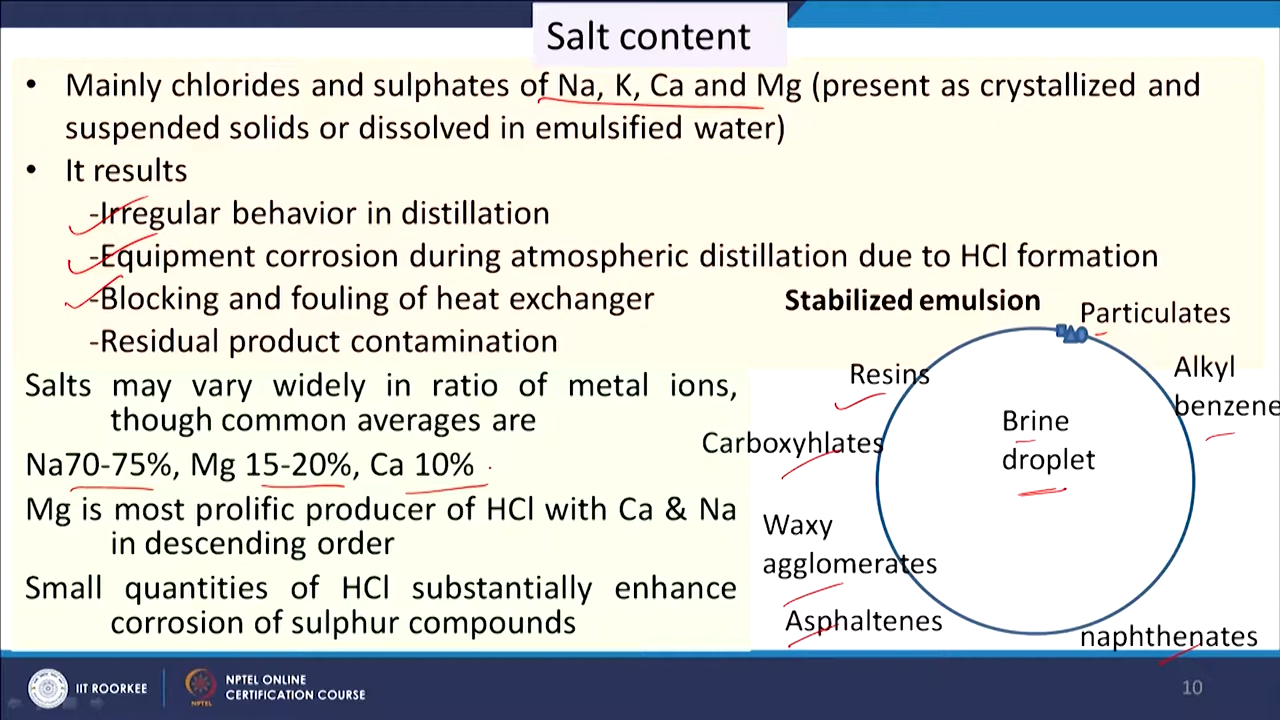 Salt content
• Mainly chlorides and sulphates of Na, K, Ca and Mg (present as crystallized and
suspended solids or dissolved in emulsified water)
• It results
-Irregular behavior in distillation
-Equipment corrosion during atmospheric distillation due to HCl formation
-Blocking and fouling of heat exchanger
-Residual product contamination
Salts may vary widely in ratio of metal ions,
though common averages are
Na70-75%, Mg 15-20%, Ca 10%
Mg is most prolific producer of HCl with Ca & Na
in descending order
Small quantities of HCl substantially enhance
corrosion of sulphur compounds
Stabilized emulsion
Particulates
Resins
Alkyl
benzene
Brine
droplet
Carboxyhlates
Waxy
agglomerates
Asphaltenes
naphthenates
IIT ROORKEE
NPTEL
NPTEL ONLINE
CERTIFICATION COURSE
10